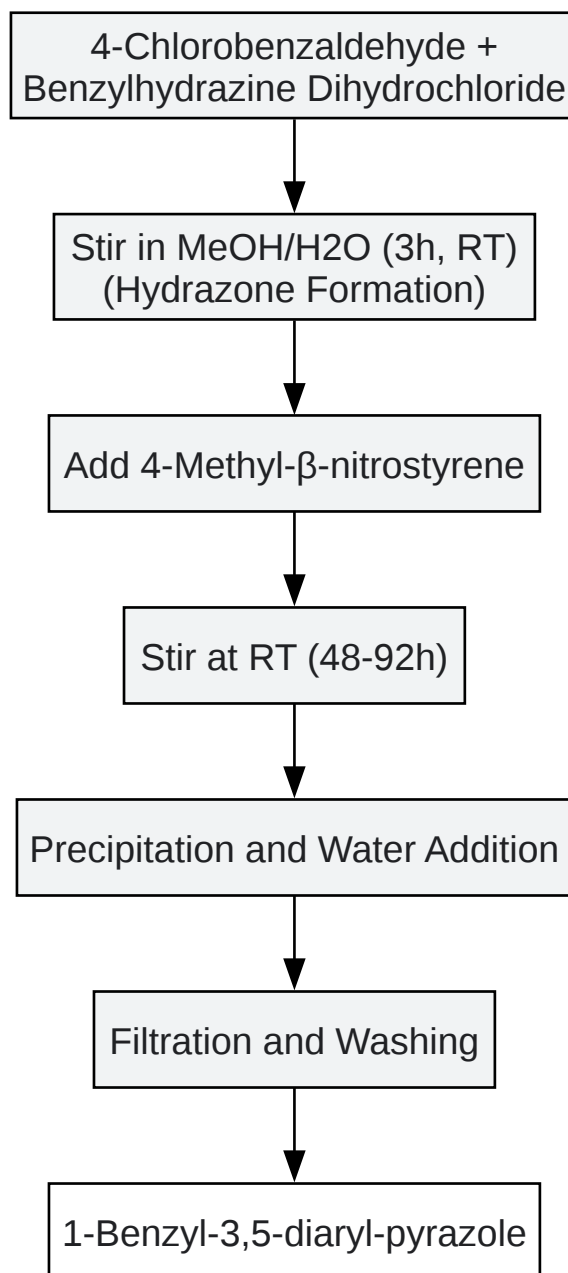 4-Chlorobenzaldehyde +
Benzylhydrazine Dihydrochloride
Stir in MeOH/H2O (3h, RT)
(Hydrazone Formation)
Add 4-Methyl-β-nitrostyrene
Stir at RT (48-92h)
Precipitation and Water Addition
Filtration and Washing
1-Benzyl-3,5-diaryl-pyrazole